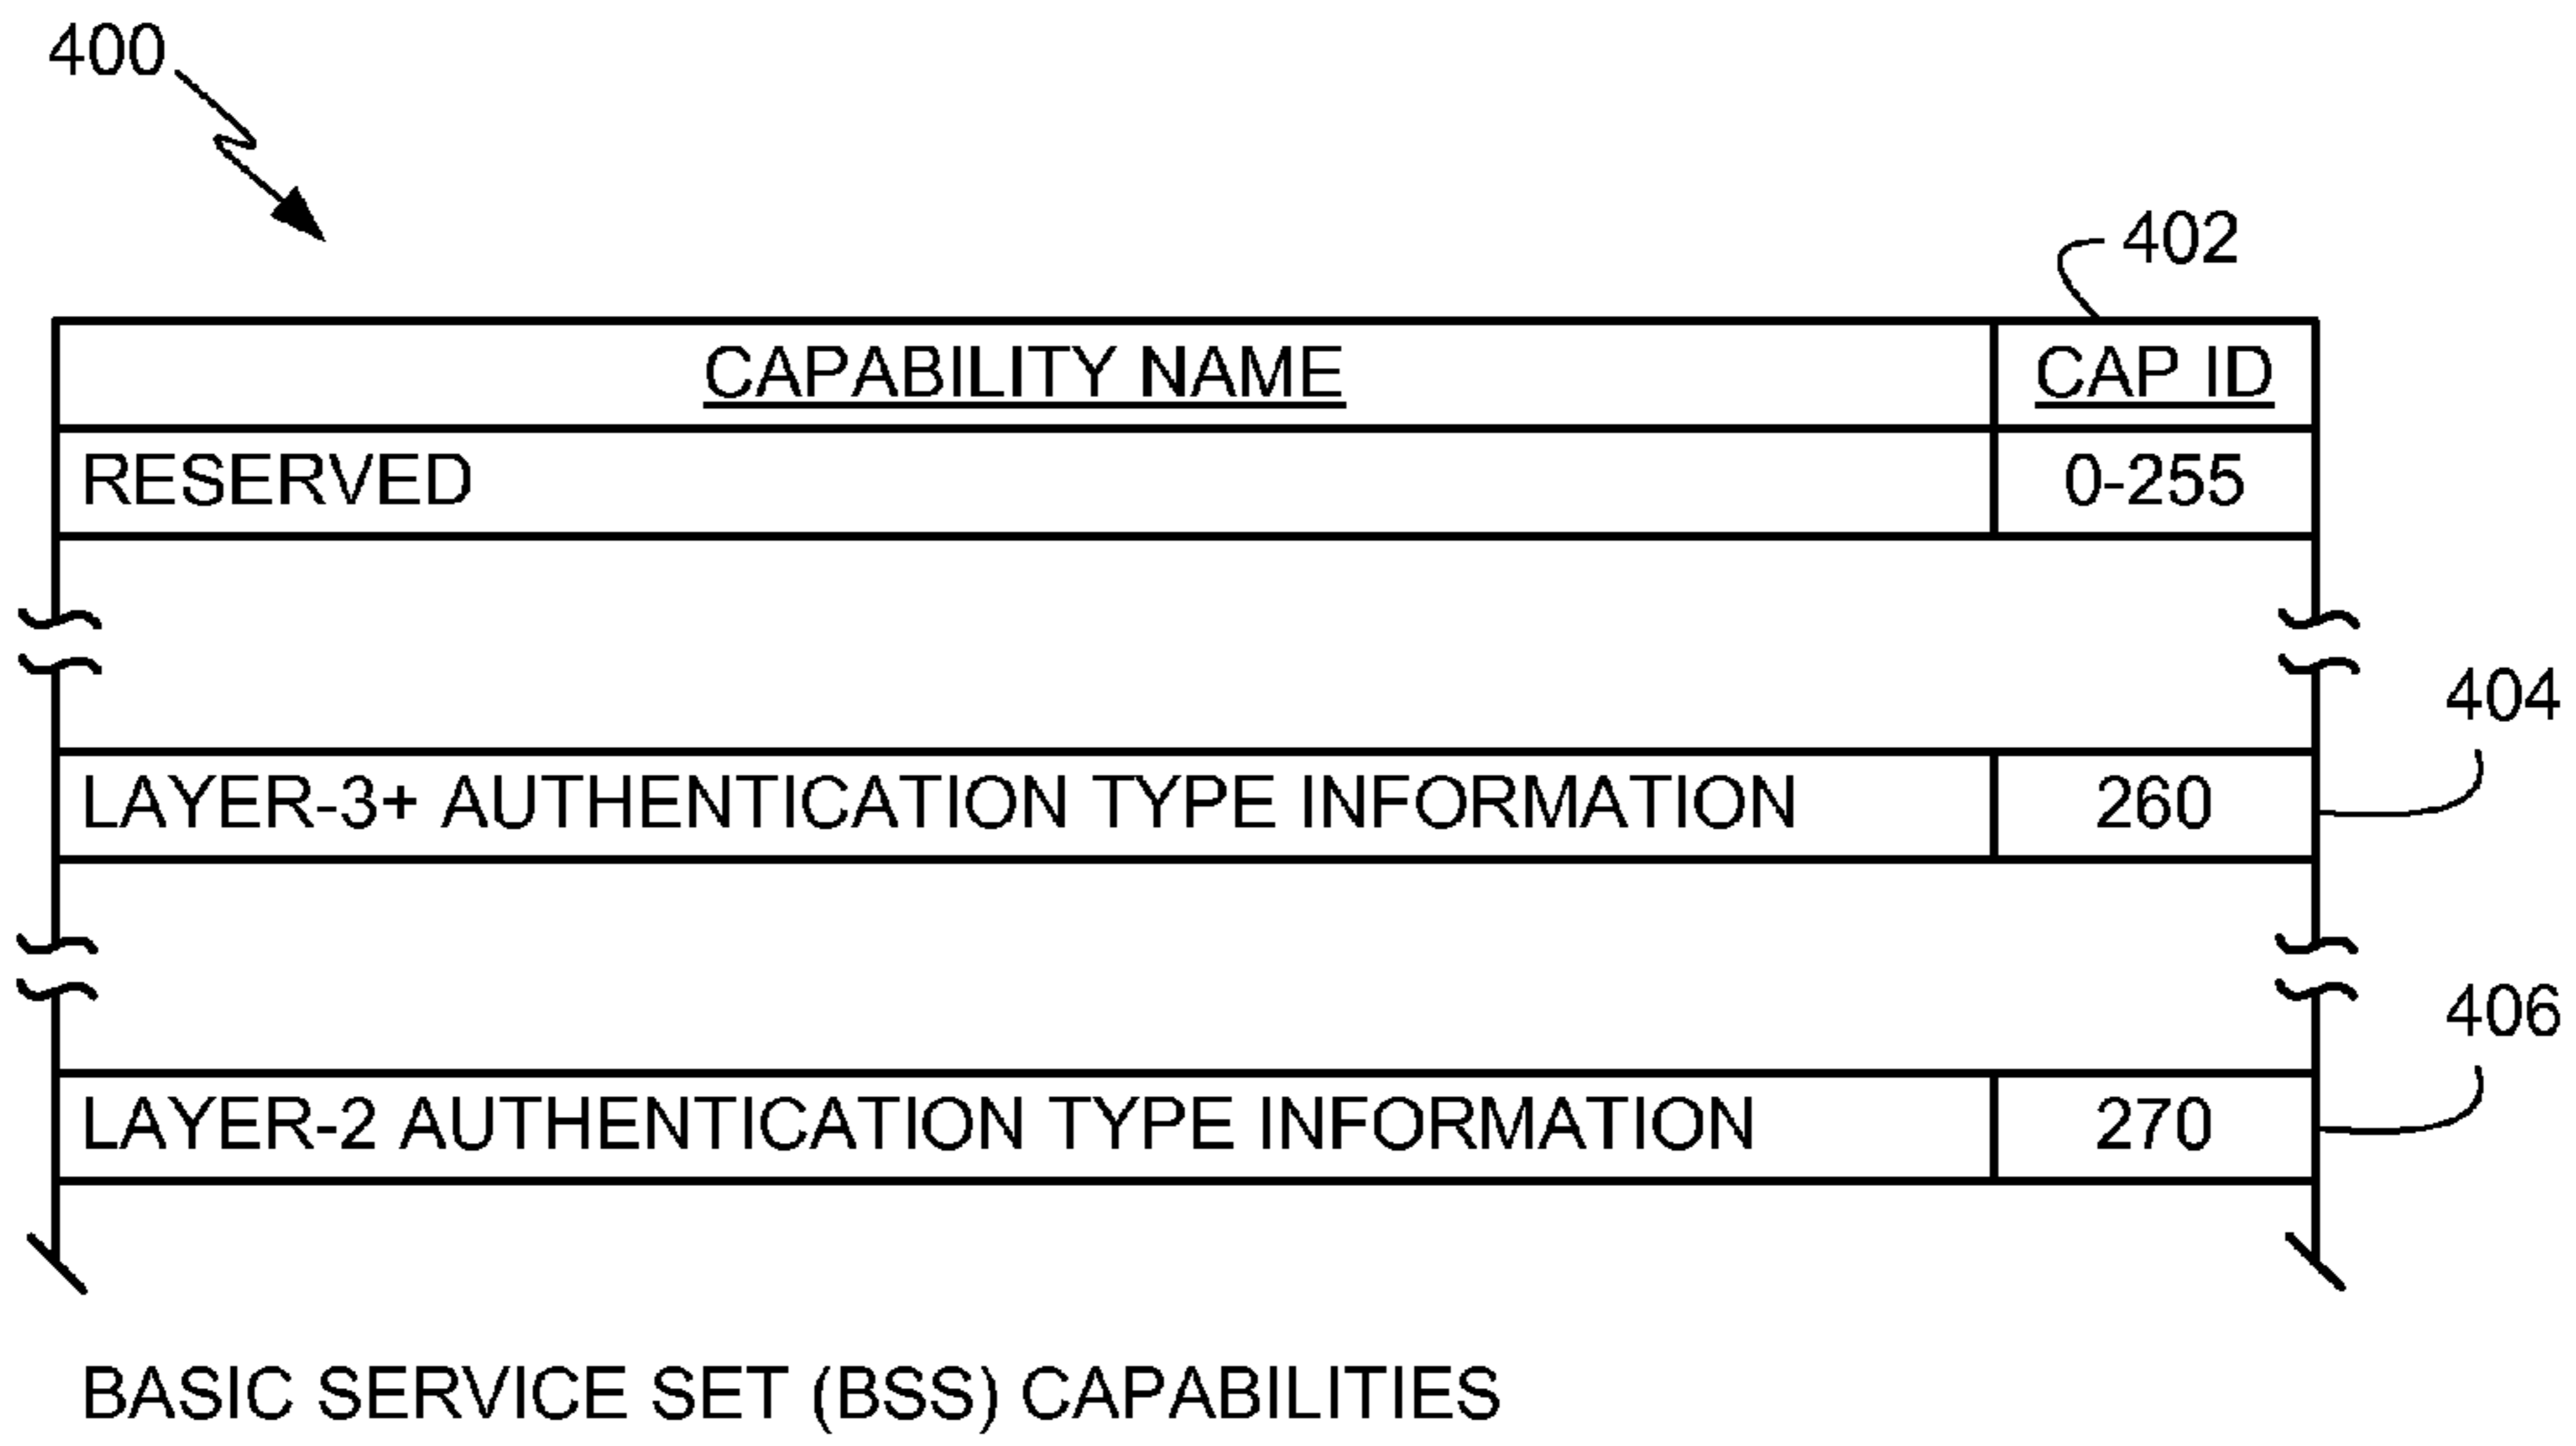 400
402
CAPABILITY NAME CAP ID
RESERVED 0-255
404
LAYER-3+ AUTHENTICATION TYPE INFORMATION 260
406
LAYER-2 AUTHENTICATION TYPE INFORMATION 270
BASIC SERVICE SET (BSS) CAPABILITIES